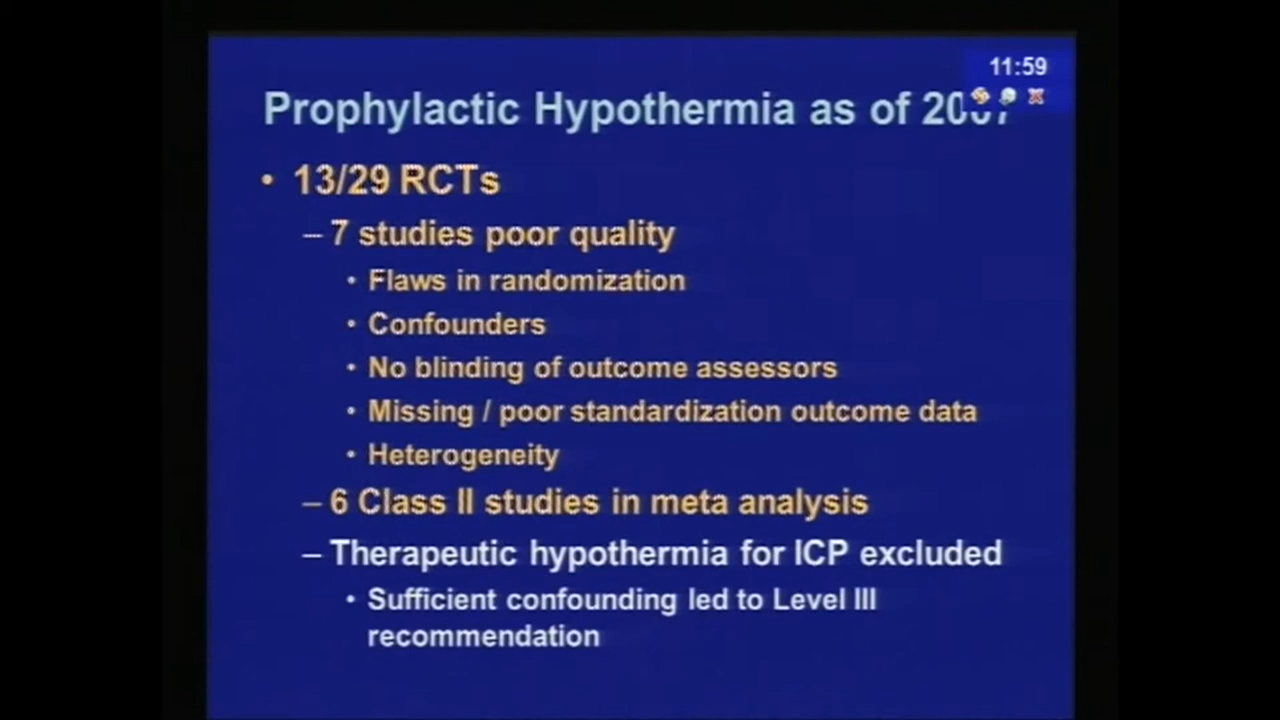 11:59
Prophylactic Hypothermia as of 2007
• 13/29 RCTs
– 7 studies poor quality
• Flaws in randomization
• Confounders
• No blinding of outcome assessors
• Missing / poor standardization outcome data
• Heterogeneity
– 6 Class II studies in meta analysis
– Therapeutic hypothermia for ICP excluded
• Sufficient confounding led to Level III
recommendation